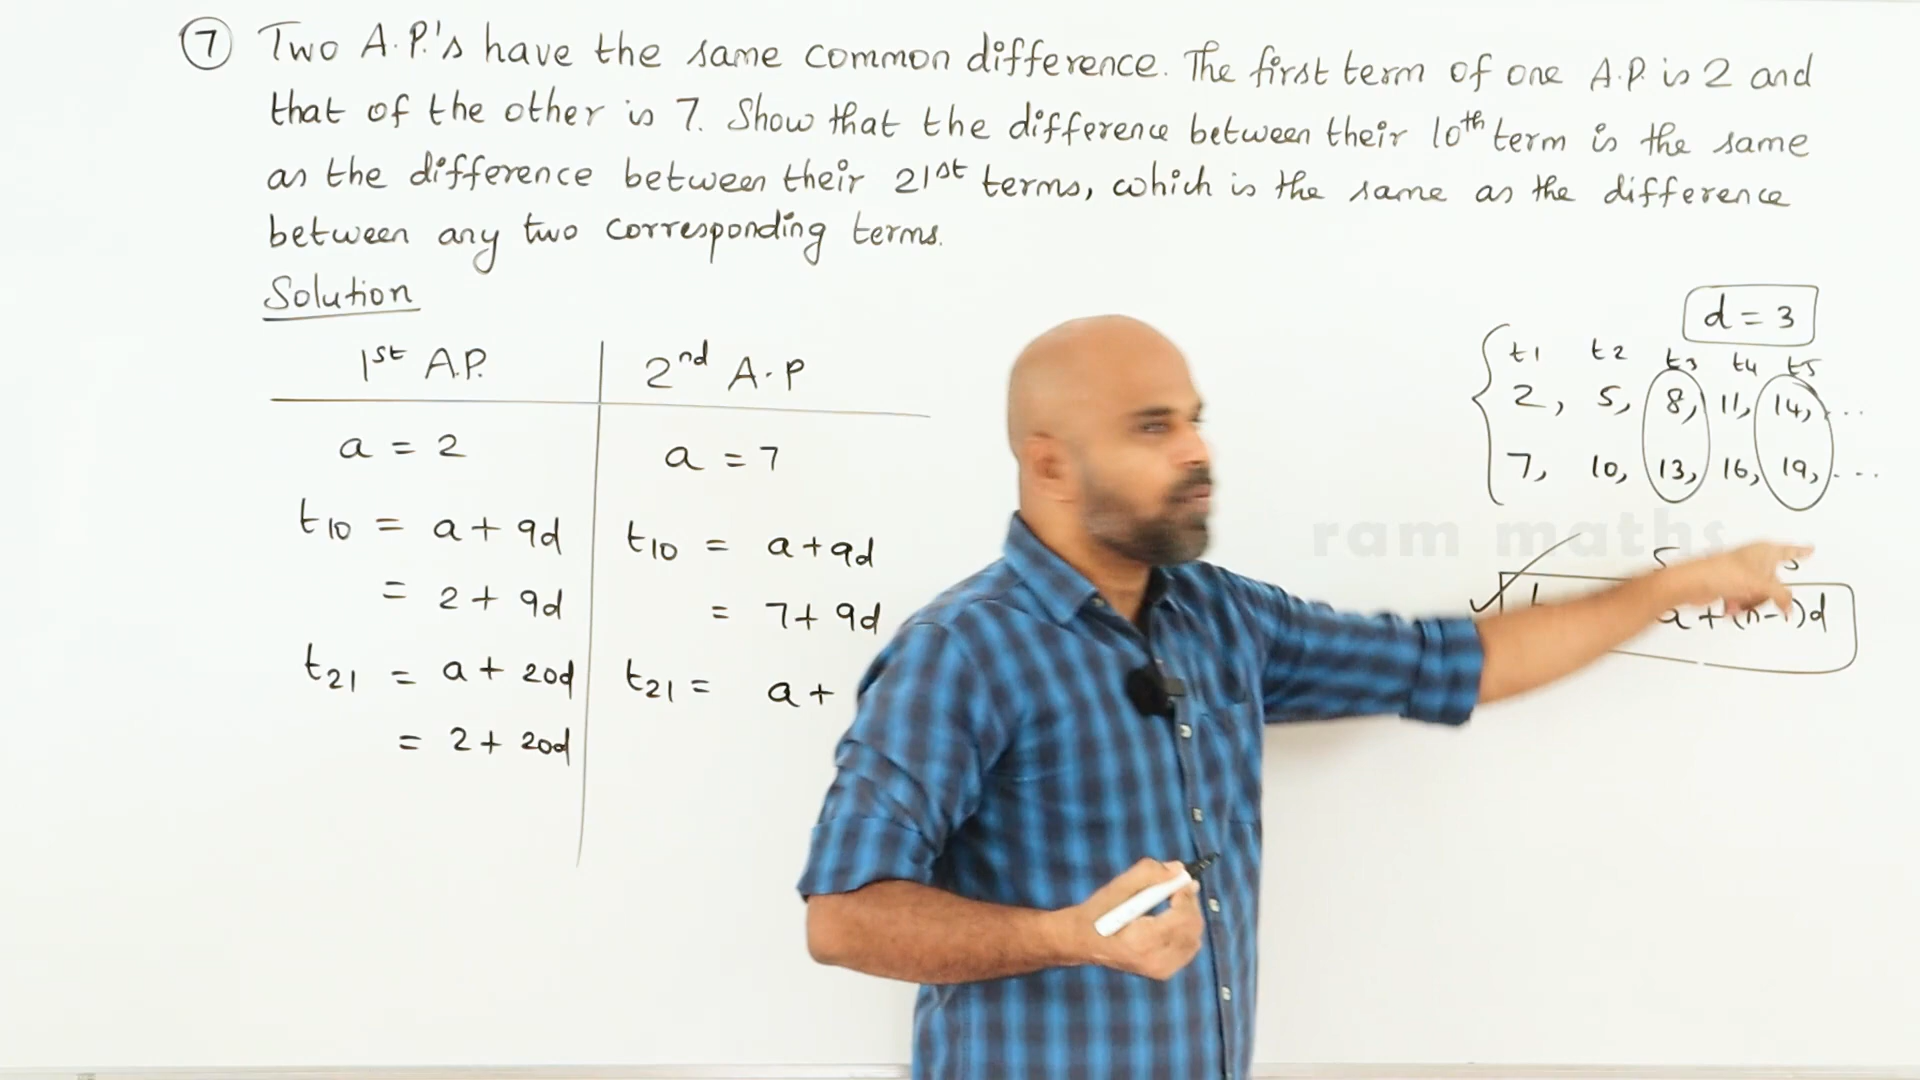 7 Two A.P.'s have the same common difference. The first term of one A.P. is 2 and
that of the other is 7. Show that the difference between their 10th term is the same
as the difference between their 21st terms, which is the same as the difference
between any two corresponding terms.
Solution
1st A.P. 2nd A.P
a = 2 a = 7
t10 = a + 9d t10 = a+9d
= 2 + 9d = 7+ 9d
t21 = a + 20d t21 = a +
= 2 + 20d
d = 3
t1 t2 t3 t4 t5
2, 5, 8, 11, 14, ...
7, 10, 13, 16, 19, ...
ram maths
5
a + (n-1)d